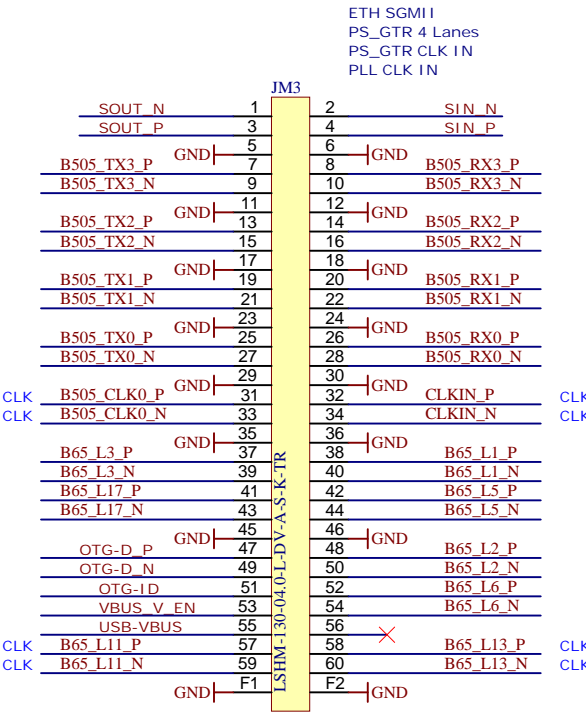 ETH SGMII
PS_GTR 4 Lanes
PS_GTR CLK IN
PLL CLK IN
JM3
SOUT_N 1 2 SIN_N
SOUT_P 3 4 SIN_P
GND 5 6 GND
B505_TX3_P 7 8 B505_RX3_P
B505_TX3_N 9 10 B505_RX3_N
GND 11 12 GND
B505_TX2_P 13 14 B505_RX2_P
B505_TX2_N 15 16 B505_RX2_N
GND 17 18 GND
B505_TX1_P 19 20 B505_RX1_P
B505_TX1_N 21 22 B505_RX1_N
GND 23 24 GND
B505_TX0_P 25 26 B505_RX0_P
B505_TX0_N 27 28 B505_RX0_N
GND 29 30 GND
CLK B505_CLK0_P 31 32 CLKIN_P CLK
CLK B505_CLK0_N 33 34 CLKIN_N CLK
GND 35 36 GND
B65_L3_P 37 38 B65_L1_P
B65_L3_N 39 40 B65_L1_N
B65_L17_P 41 42 B65_L5_P
B65_L17_N 43 44 B65_L5_N
GND 45 46 GND
OTG-D_P 47 48 B65_L2_P
OTG-D_N 49 50 B65_L2_N
OTG-ID 51 52 B65_L6_P
VBUS_V_EN 53 54 B65_L6_N
USB-VBUS 55 56
CLK B65_L11_P 57 58 B65_L13_P CLK
CLK B65_L11_N 59 60 B65_L13_N CLK
GND F1 F2 GND
LSHM-130-04.0-L-DV-A-S-K-TR